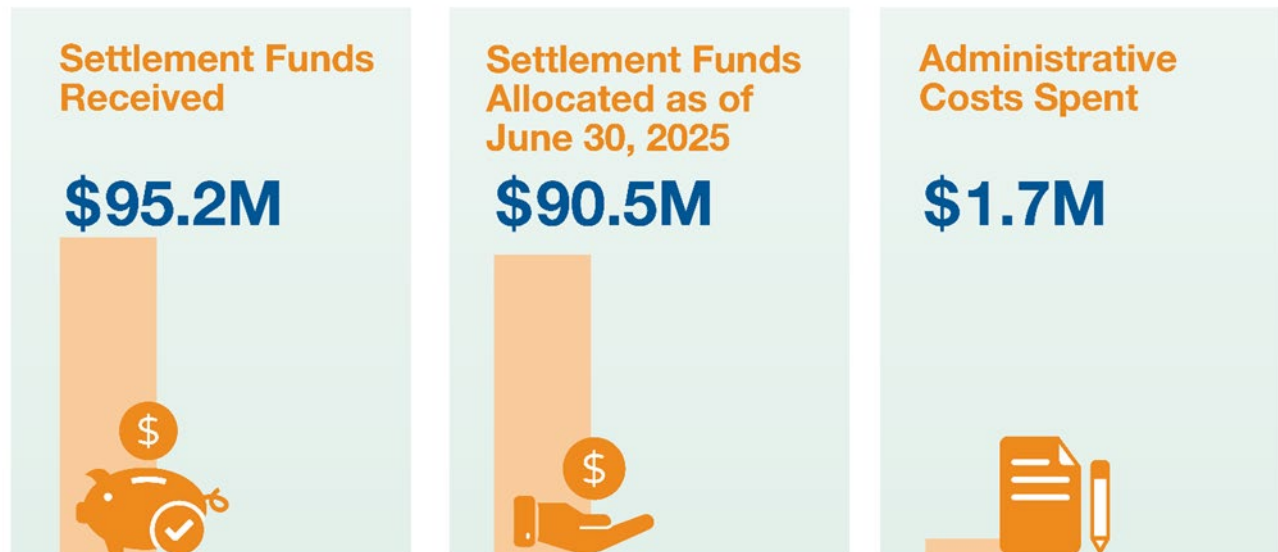 Settlement Funds
Received
$95.2M
$
Settlement Funds
Allocated as of
June 30, 2025
$90.5M
$
Administrative
Costs Spent
$1.7M